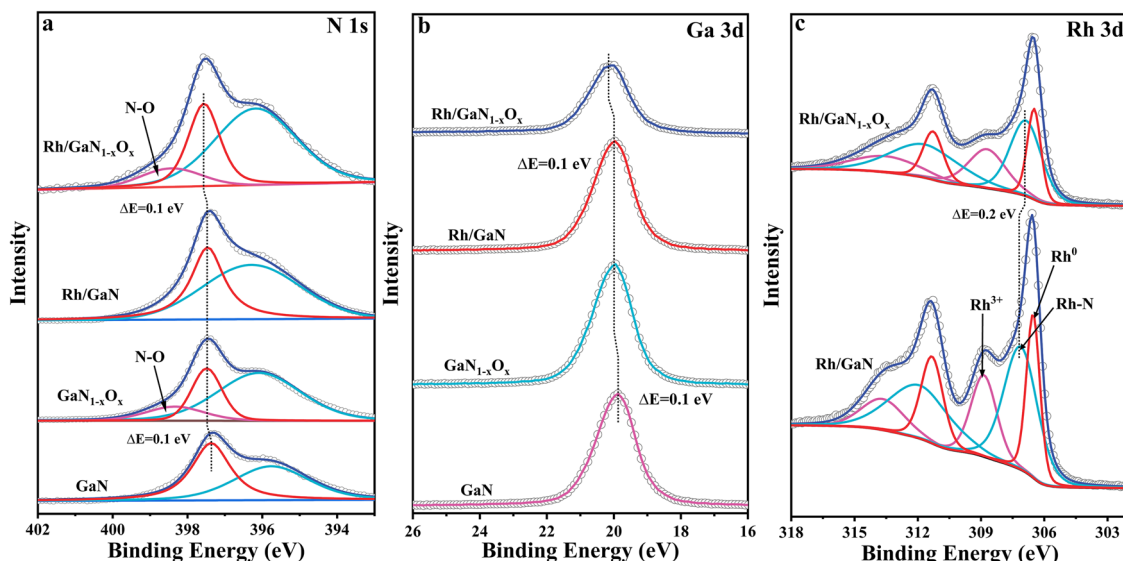 a
N 1s
N-O
Rh/GaN₁₋ₓOₓ
ΔE=0.1 eV
Rh/GaN
N-O
GaN₁₋ₓOₓ
ΔE=0.1 eV
GaN
Intensity
402 400 398 396 394
Binding Energy (eV)
b
Ga 3d
Rh/GaN₁₋ₓOₓ
ΔE=0.1 eV
Rh/GaN
GaN₁₋ₓOₓ
ΔE=0.1 eV
GaN
Intensity
26 24 22 20 18 16
Binding Energy (eV)
c
Rh 3d
Rh/GaN₁₋ₓOₓ
ΔE=0.2 eV
Rh⁰
Rh³⁺
Rh-N
Rh/GaN
Intensity
318 315 312 309 306 303
Binding Energy (eV)